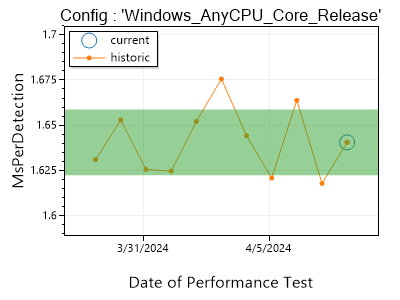 Config : 'Windows_AnyCPU_Core_Release'
1.7
current
historic
1.675
1.65
1.625
1.6
MsPerDetection
3/31/2024
4/5/2024
Date of Performance Test